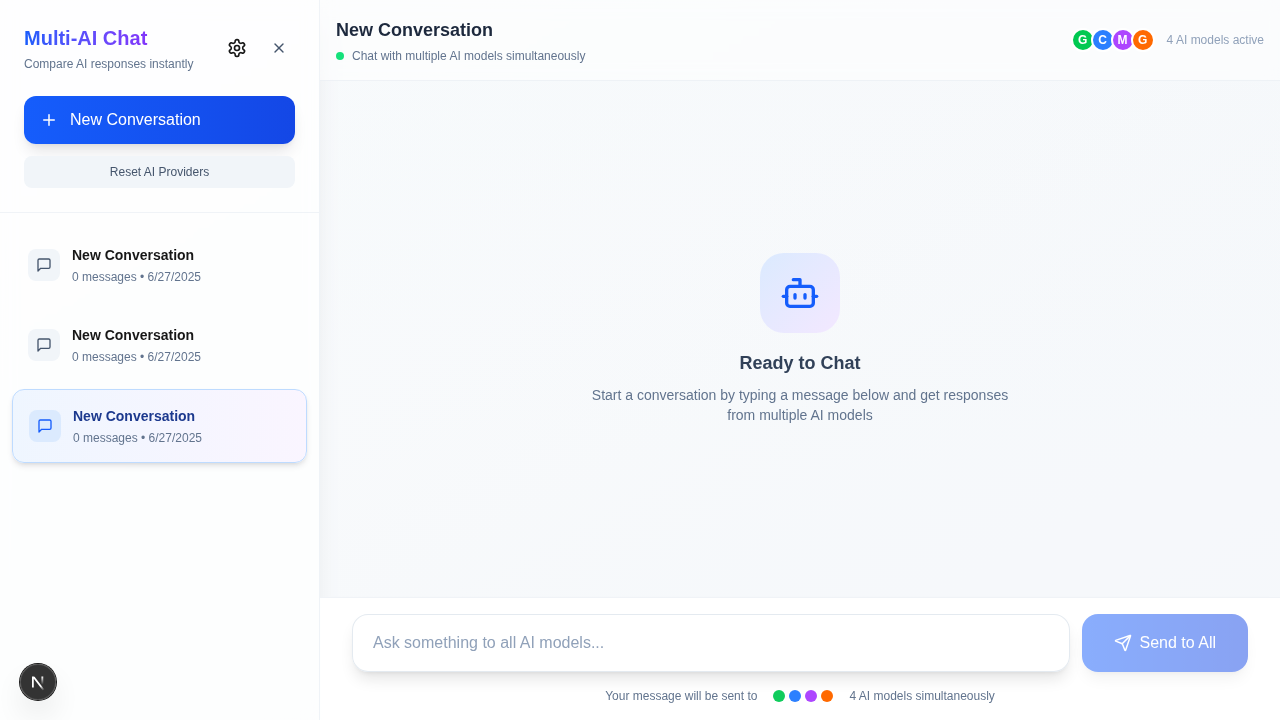 Multi-AI Chat
Compare AI responses instantly
New Conversation
Reset AI Providers
New Conversation
0 messages • 6/27/2025
New Conversation
0 messages • 6/27/2025
New Conversation
0 messages • 6/27/2025
N
New Conversation
Chat with multiple AI models simultaneously
G C M G 4 AI models active
Ready to Chat
Start a conversation by typing a message below and get responses
from multiple AI models
Ask something to all AI models...
Send to All
Your message will be sent to 4 AI models simultaneously